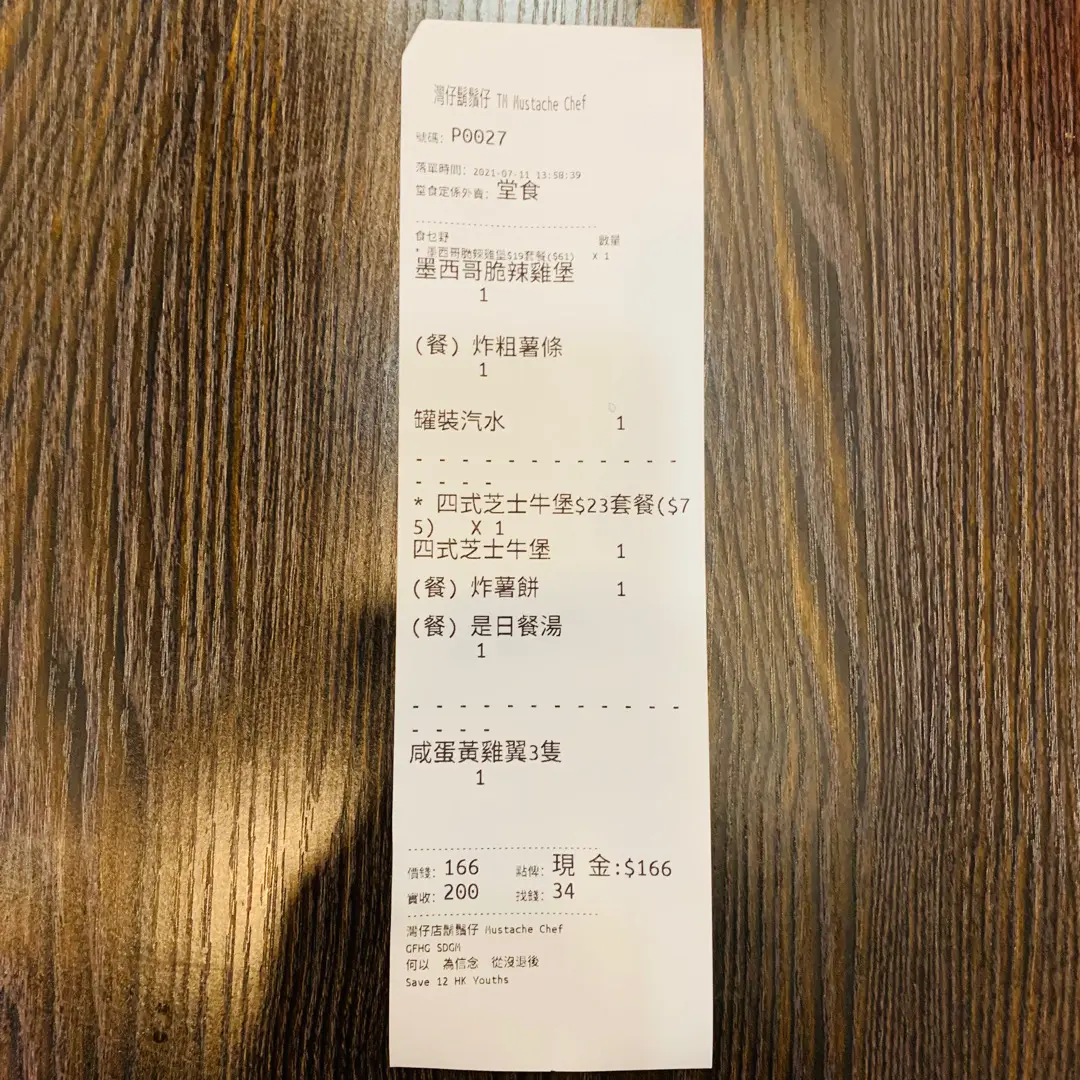 灣仔鬍鬚仔 TM Mustache Chef
號碼: P0027
落單時間: 2021-07-11 13:58:39
堂食定係外賣: 堂食
食乜野 數量
* 墨西哥脆辣雞堡$19套餐($61) X 1
墨西哥脆辣雞堡
1
(餐) 炸粗薯條
1
罐裝汽水 1
* 四式芝士牛堡$23套餐($7
5) X 1
四式芝士牛堡 1
(餐) 炸薯餅 1
(餐) 是日餐湯
1
咸蛋黃雞翼3隻
1
價錢: 166 點俾: 現 金:$166
實收: 200 找錢: 34
灣仔店鬍鬚仔 Mustache Chef
GFHG SDGM
何以 為信念 從沒退後
Save 12 HK Youths